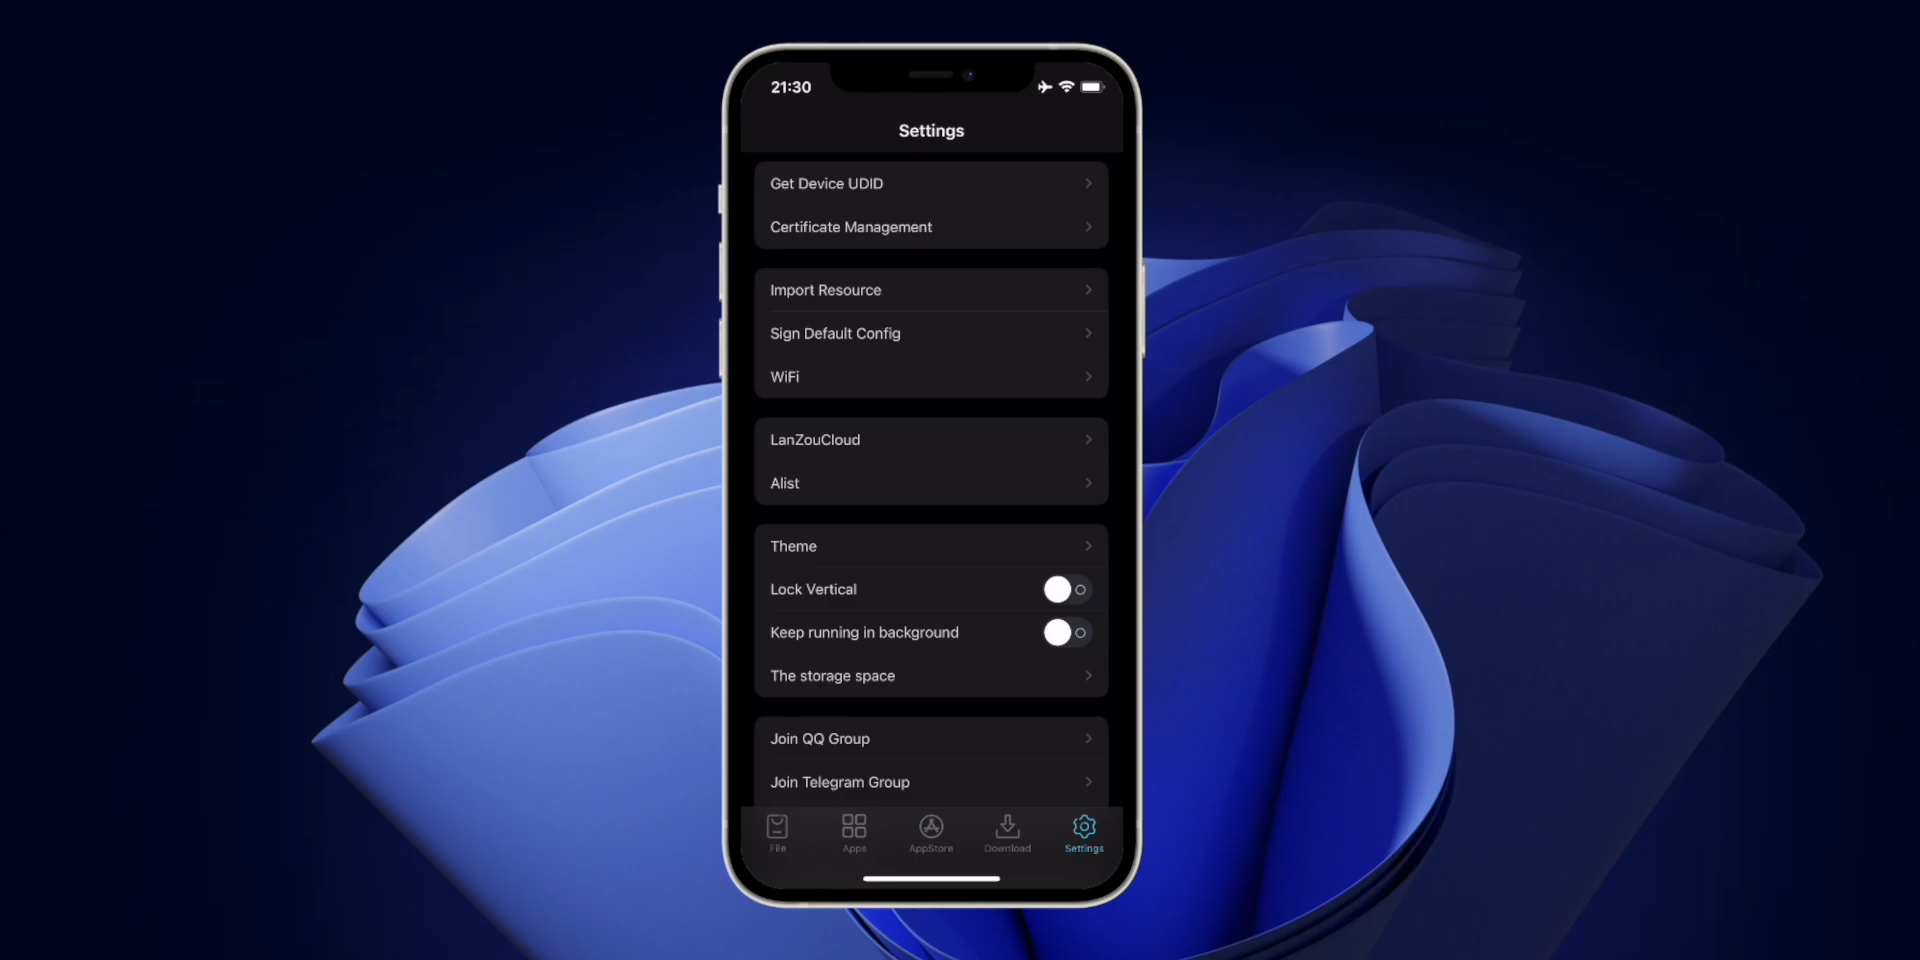 21:30
Settings
Get Device UDID
Certificate Management
Import Resource
Sign Default Config
WiFi
LanZouCloud
Alist
Theme
Lock Vertical
Keep running in background
The storage space
Join QQ Group
Join Telegram Group
File
Apps
AppStore
Download
Settings